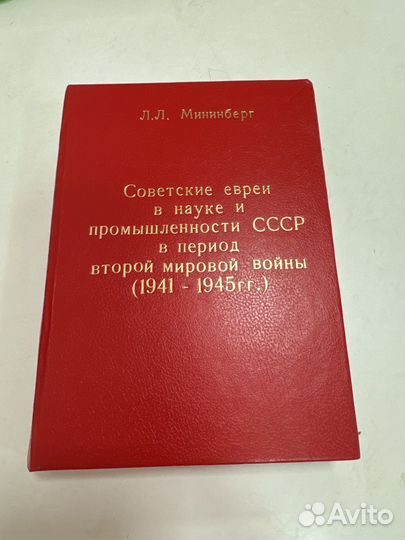 Л.Л. Мининберг
Советские евреи
в науке и
промышленности СССР
в период
второй мировой войны
(1941 - 1945гг.)
Avito